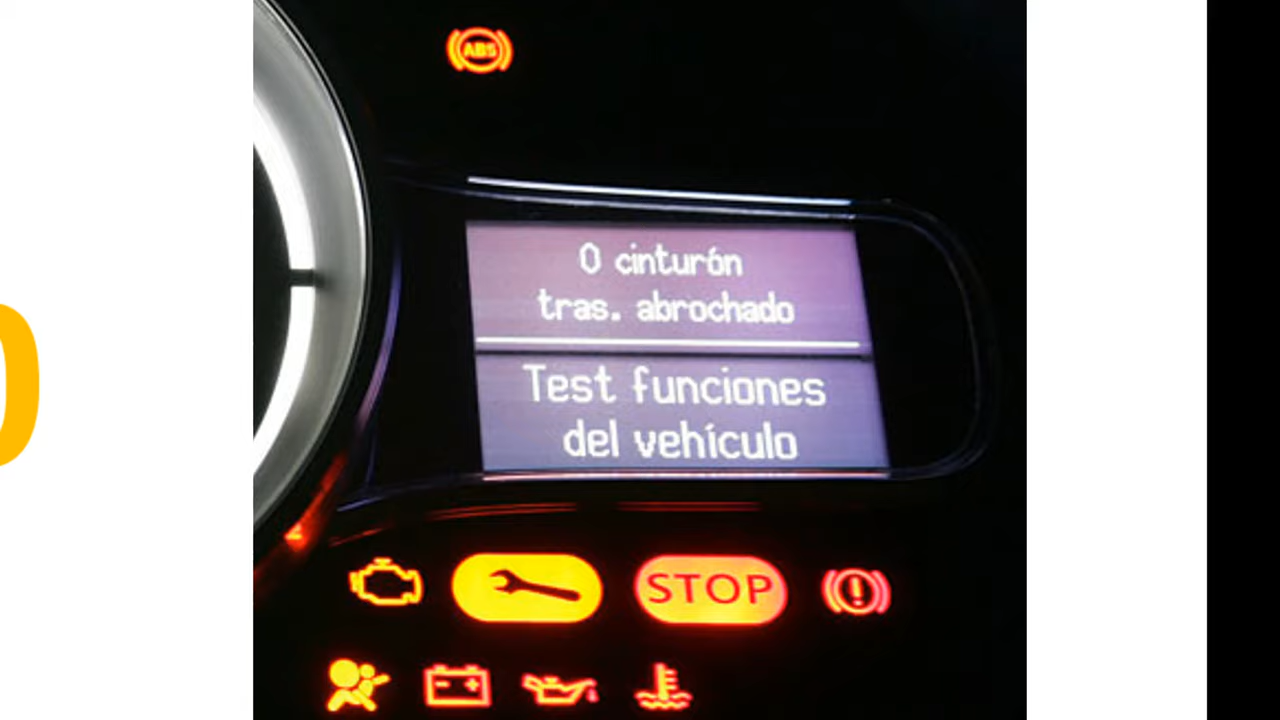 ABS
0 cinturón
tras. abrochado
Test funciones
del vehículo
STOP